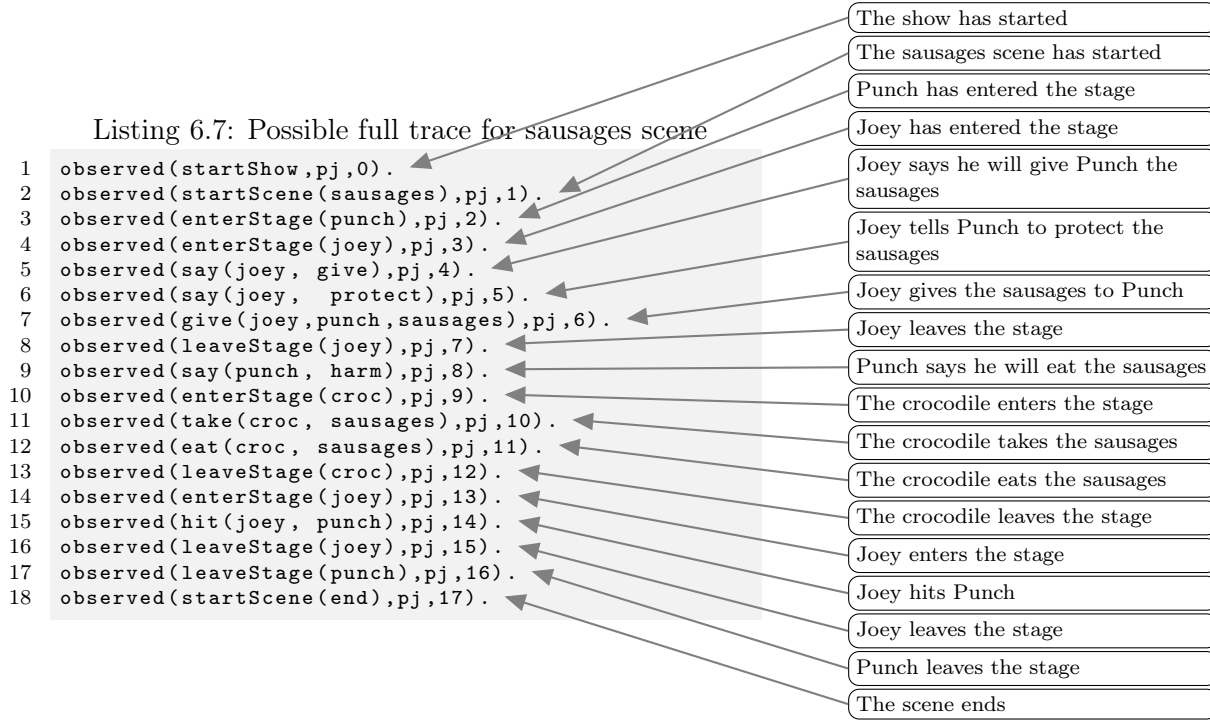 The show has started
The sausages scene has started
Punch has entered the stage
Joey has entered the stage
Joey says he will give Punch the
sausages
Joey tells Punch to protect the
sausages
Joey gives the sausages to Punch
Joey leaves the stage
Punch says he will eat the sausages
The crocodile enters the stage
The crocodile takes the sausages
The crocodile eats the sausages
The crocodile leaves the stage
Joey enters the stage
Joey hits Punch
Joey leaves the stage
Punch leaves the stage
The scene ends
Listing 6.7: Possible full trace for sausages scene
1 observed(startShow,pj,0).
2 observed(startScene(sausages),pj,1).
3 observed(enterStage(punch),pj,2).
4 observed(enterStage(joey),pj,3).
5 observed(say(joey, give),pj,4).
6 observed(say(joey,  protect),pj,5).
7 observed(give(joey,punch,sausages),pj,6).
8 observed(leaveStage(joey),pj,7).
9 observed(say(punch, harm),pj,8).
10 observed(enterStage(croc),pj,9).
11 observed(take(croc, sausages),pj,10).
12 observed(eat(croc, sausages),pj,11).
13 observed(leaveStage(croc),pj,12).
14 observed(enterStage(joey),pj,13).
15 observed(hit(joey, punch),pj,14).
16 observed(leaveStage(joey),pj,15).
17 observed(leaveStage(punch),pj,16).
18 observed(startScene(end),pj,17).